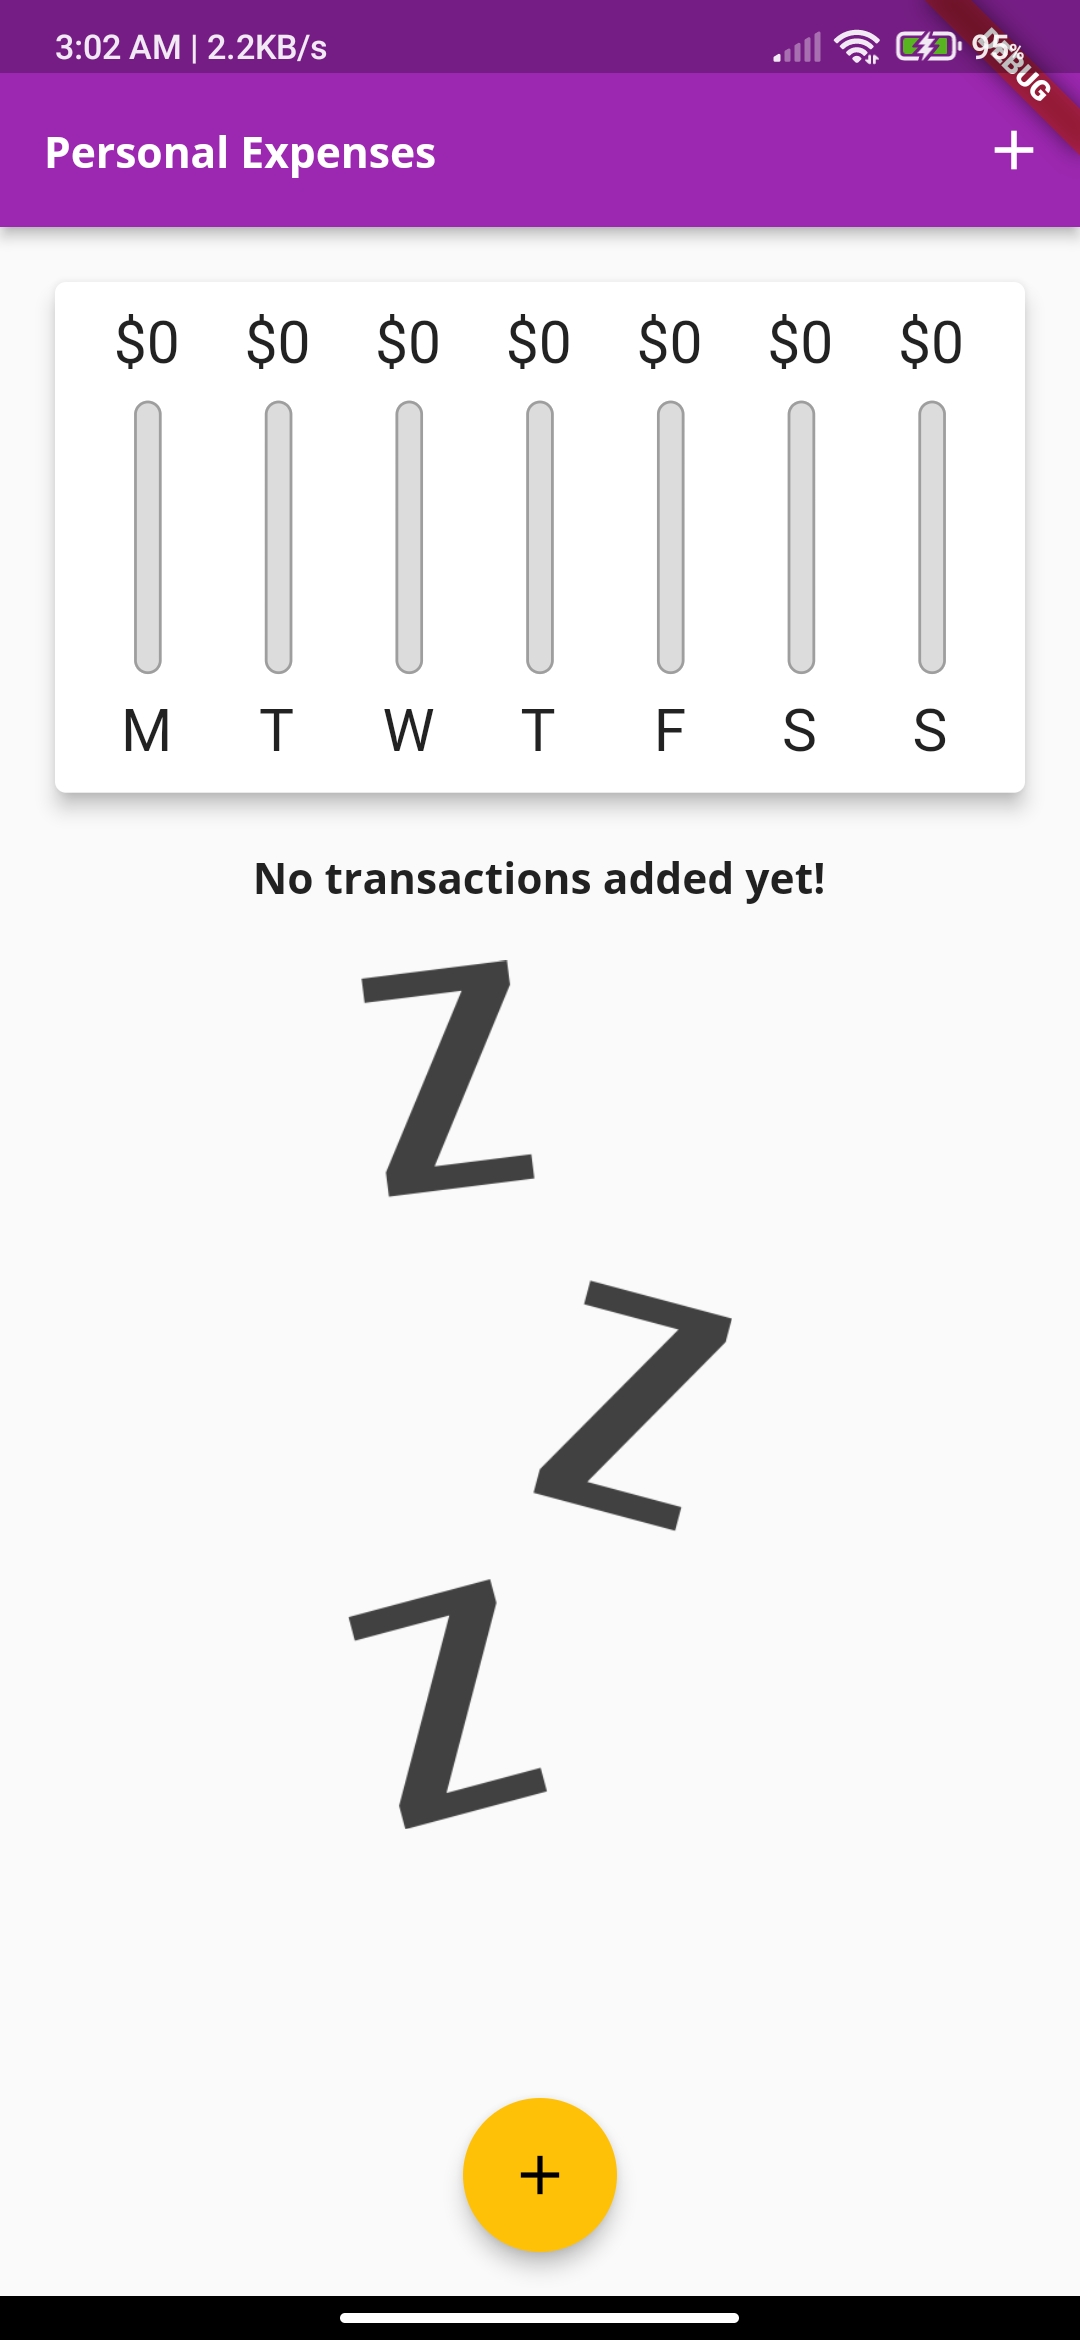 3:02 AM | 2.2KB/s 95%
DEBUG
Personal Expenses +
$0 $0 $0 $0 $0 $0 $0
M T W T F S S
No transactions added yet!
Z
Z
Z
+